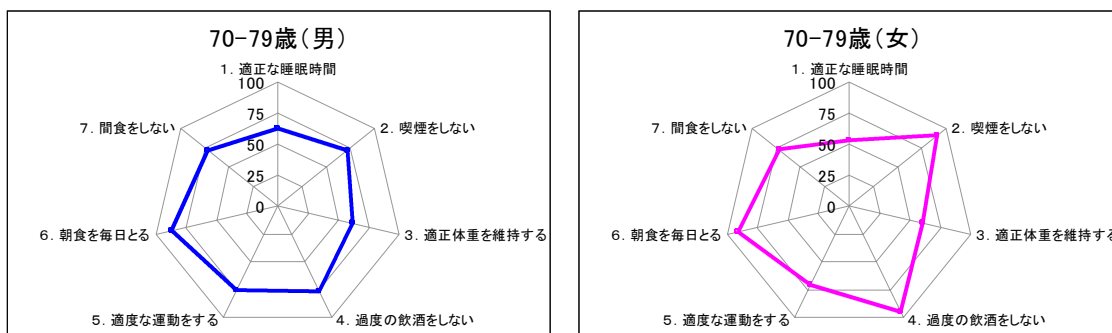 70-79歳(男)
1. 適正な睡眠時間
100
75
50
25
0
2. 喫煙をしない
3. 適正体重を維持する
4. 過度の飲酒をしない
5. 適度な運動をする
6. 朝食を毎日とる
7. 間食をしない
70-79歳(女)
1. 適正な睡眠時間
100
75
50
25
0
2. 喫煙をしない
3. 適正体重を維持する
4. 過度の飲酒をしない
5. 適度な運動をする
6. 朝食を毎日とる
7. 間食をしない